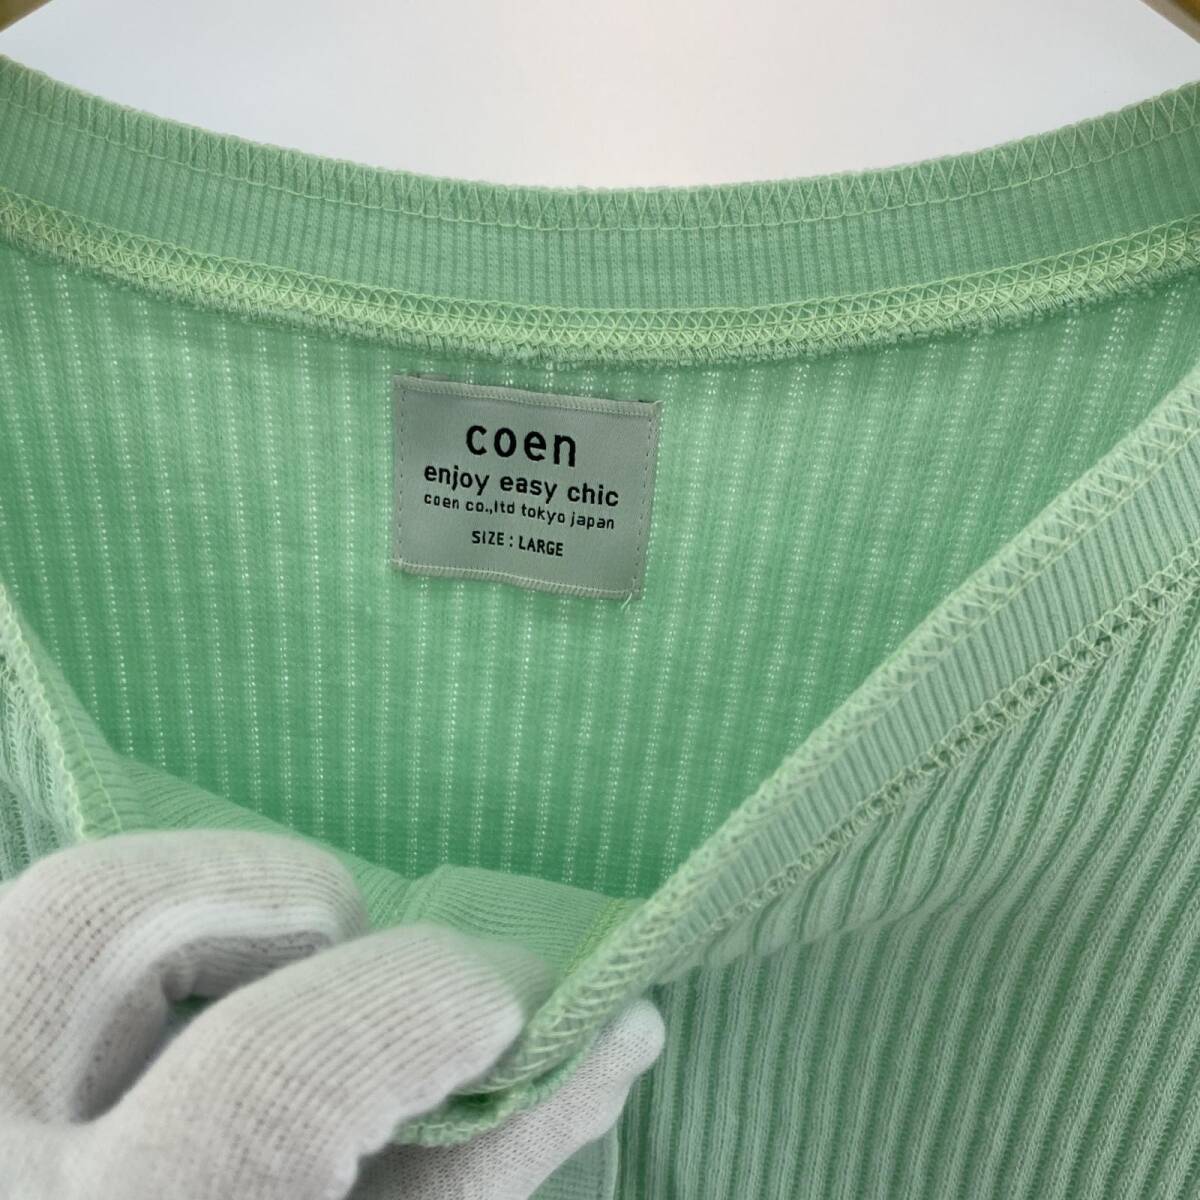 coen
enjoy easy chic
coen co.,ltd tokyo japan
SIZE : LARGE